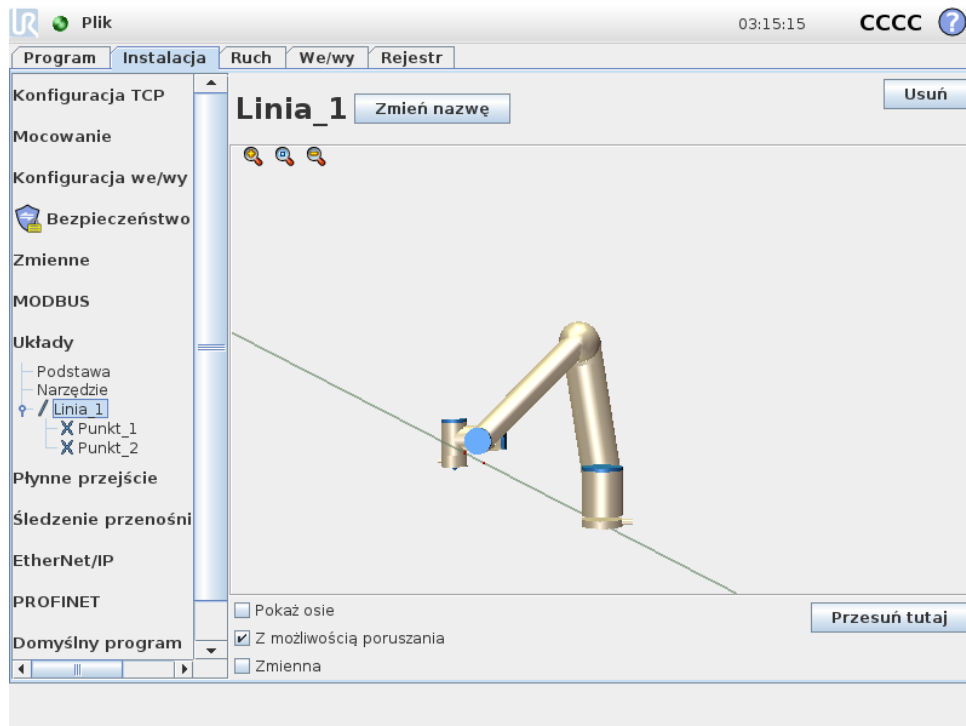 UR Plik 03:15:15 CCCC ?
Program Instalacja Ruch We/wy Rejestr
Konfiguracja TCP
Mocowanie
Konfiguracja we/wy
Bezpieczeństwo
Zmienne
MODBUS
Układy
Podstawa
Narzędzie
Linia_1
Punkt_1
Punkt_2
Płynne przejście
Śledzenie przenośni
EtherNet/IP
PROFINET
Domyślny program
Linia_1 Zmień nazwę Usuń
Pokaż osie
Z możliwością poruszania
Zmienna
Przesuń tutaj